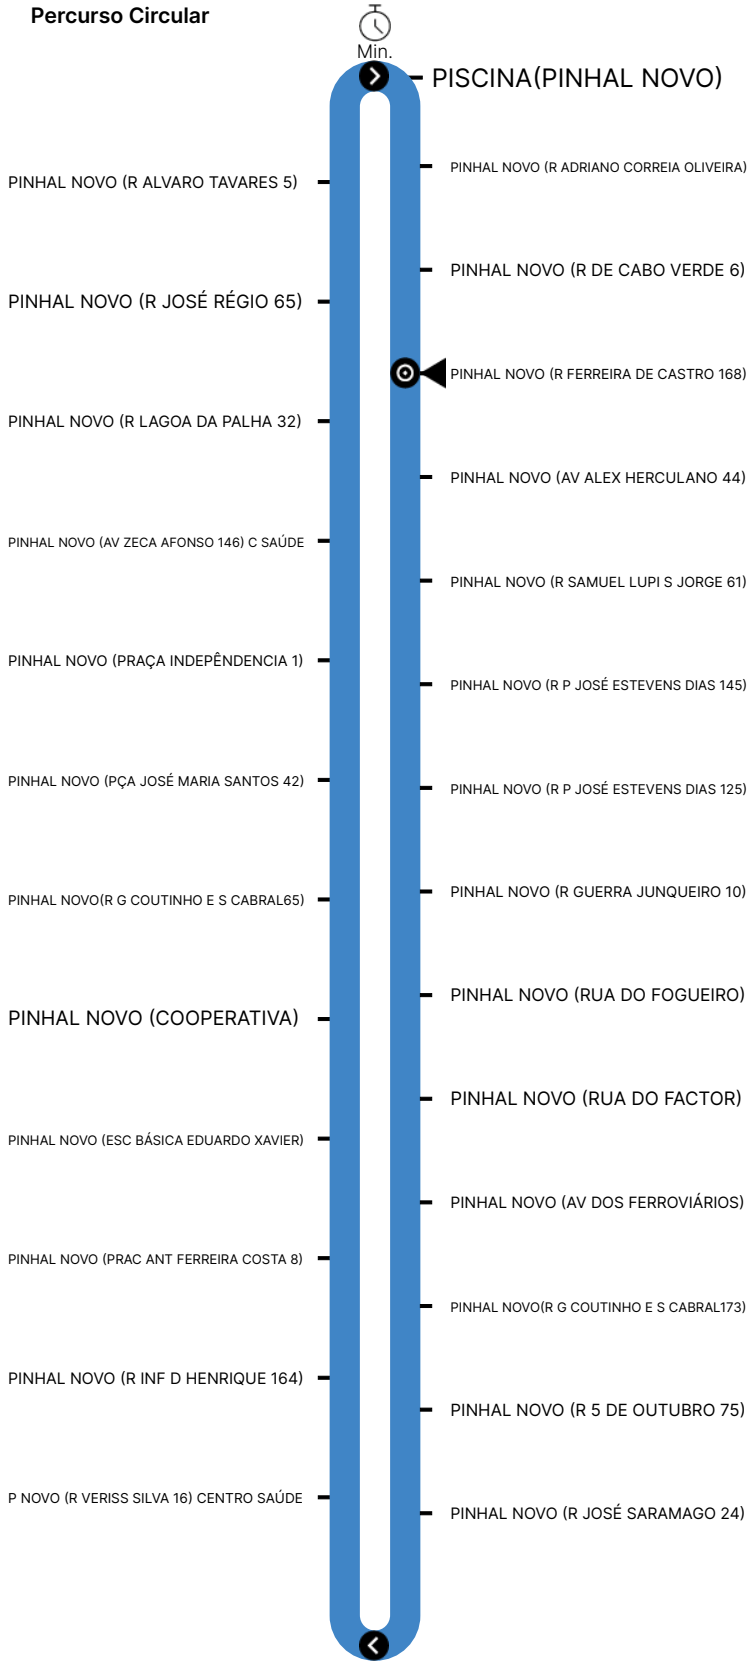 Percurso Circular
Min.
PISCINA(PINHAL NOVO)
PINHAL NOVO (R ADRIANO CORREIA OLIVEIRA)
PINHAL NOVO (R DE CABO VERDE 6)
PINHAL NOVO (R FERREIRA DE CASTRO 168)
PINHAL NOVO (AV ALEX HERCULANO 44)
PINHAL NOVO (R SAMUEL LUPI S JORGE 61)
PINHAL NOVO (R P JOSÉ ESTEVENS DIAS 145)
PINHAL NOVO (R P JOSÉ ESTEVENS DIAS 125)
PINHAL NOVO (R GUERRA JUNQUEIRO 10)
PINHAL NOVO (RUA DO FOGUEIRO)
PINHAL NOVO (RUA DO FACTOR)
PINHAL NOVO (AV DOS FERROVIÁRIOS)
PINHAL NOVO(R G COUTINHO E S CABRAL173)
PINHAL NOVO (R 5 DE OUTUBRO 75)
PINHAL NOVO (R JOSÉ SARAMAGO 24)
PINHAL NOVO (R ALVARO TAVARES 5)
PINHAL NOVO (R JOSÉ RÉGIO 65)
PINHAL NOVO (R LAGOA DA PALHA 32)
PINHAL NOVO (AV ZECA AFONSO 146) C SAÚDE
PINHAL NOVO (PRAÇA INDEPÊNDENCIA 1)
PINHAL NOVO (PÇA JOSÉ MARIA SANTOS 42)
PINHAL NOVO(R G COUTINHO E S CABRAL65)
PINHAL NOVO (COOPERATIVA)
PINHAL NOVO (ESC BÁSICA EDUARDO XAVIER)
PINHAL NOVO (PRAC ANT FERREIRA COSTA 8)
PINHAL NOVO (R INF D HENRIQUE 164)
P NOVO (R VERISS SILVA 16) CENTRO SAÚDE